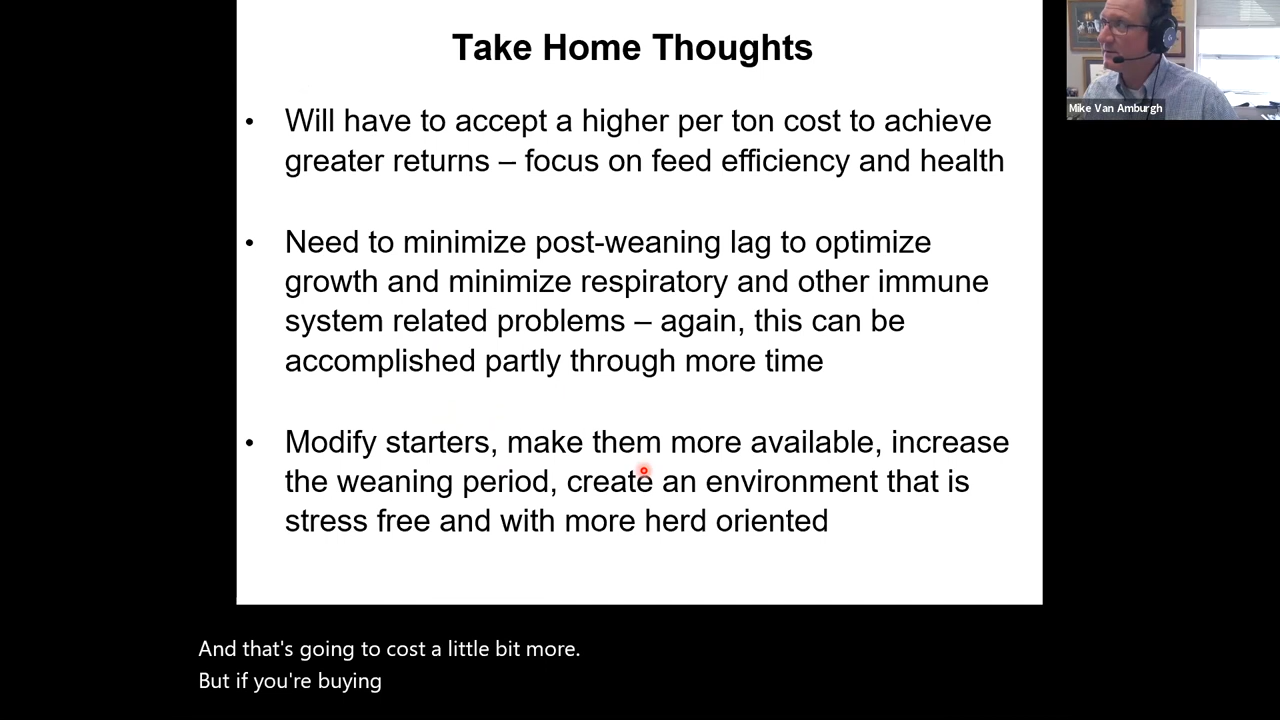 Take Home Thoughts
• Will have to accept a higher per ton cost to achieve
greater returns – focus on feed efficiency and health
• Need to minimize post-weaning lag to optimize
growth and minimize respiratory and other immune
system related problems – again, this can be
accomplished partly through more time
• Modify starters, make them more available, increase
the weaning period, create an environment that is
stress free and with more herd oriented
Mike Van Amburgh
And that's going to cost a little bit more.
But if you're buying